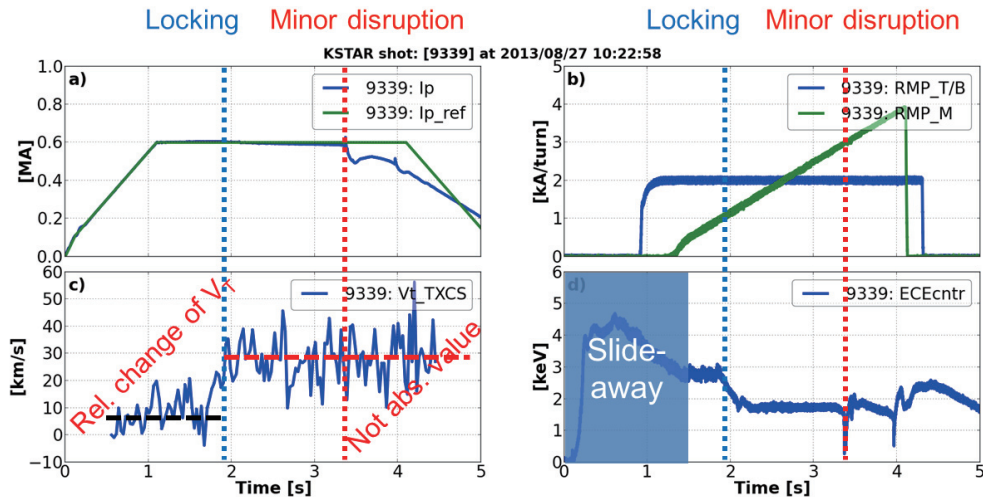 Locking Minor disruption Locking Minor disruption
KSTAR shot: [9339] at 2013/08/27 10:22:58
a)
9339: Ip
9339: Ip_ref
[MA]
1.0
0.8
0.6
0.4
0.2
0.0
b)
9339: RMP_T/B
9339: RMP_M
[kA/turn]
5
4
3
2
1
0
c)
9339: Vt_TXCS
Rel. change of V_T
Not abs. value
[km/s]
60
50
40
30
20
10
0
−10
0 1 2 3 4 5
Time [s]
d)
9339: ECEcntr
Slide-
away
[keV]
6
5
4
3
2
1
0
0 1 2 3 4 5
Time [s]